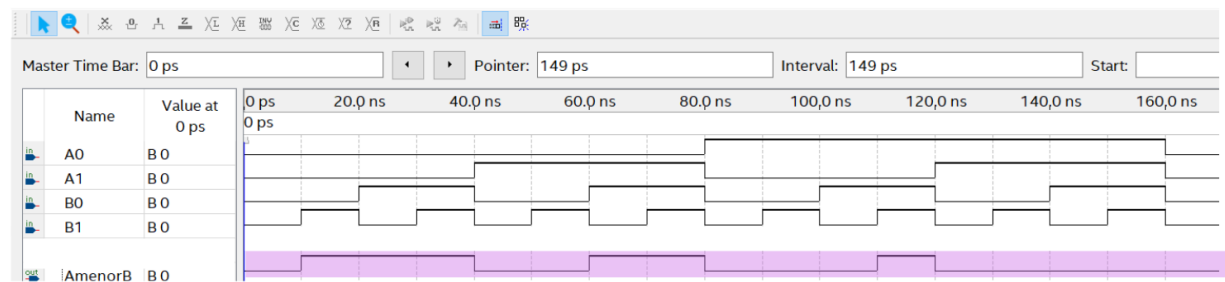 Master Time Bar: 0 ps Pointer: 149 ps Interval: 149 ps Start:
Name Value at 0 ps
0 ps 20.0 ns 40.0 ns 60.0 ns 80.0 ns 100.0 ns 120.0 ns 140.0 ns 160.0 ns
0 ps
in A0 B 0
in A1 B 0
in B0 B 0
in B1 B 0
out AmenorB B 0